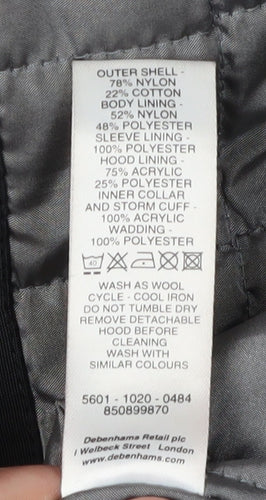 OUTER SHELL -
78% NYLON
22% COTTON
BODY LINING -
52% NYLON
48% POLYESTER
SLEEVE LINING -
100% POLYESTER
HOOD LINING -
75% ACRYLIC
25% POLYESTER
INNER COLLAR
AND STORM CUFF -
100% ACRYLIC
WADDING -
100% POLYESTER
40
WASH AS WOOL
CYCLE - COOL IRON
DO NOT TUMBLE DRY
REMOVE DETACHABLE
HOOD BEFORE
CLEANING
WASH WITH
SIMILAR COLOURS
5601 - 1020 - 0484
850899870
Debenhams Retail plc
1 Welbeck Street London
www.debenhams.com